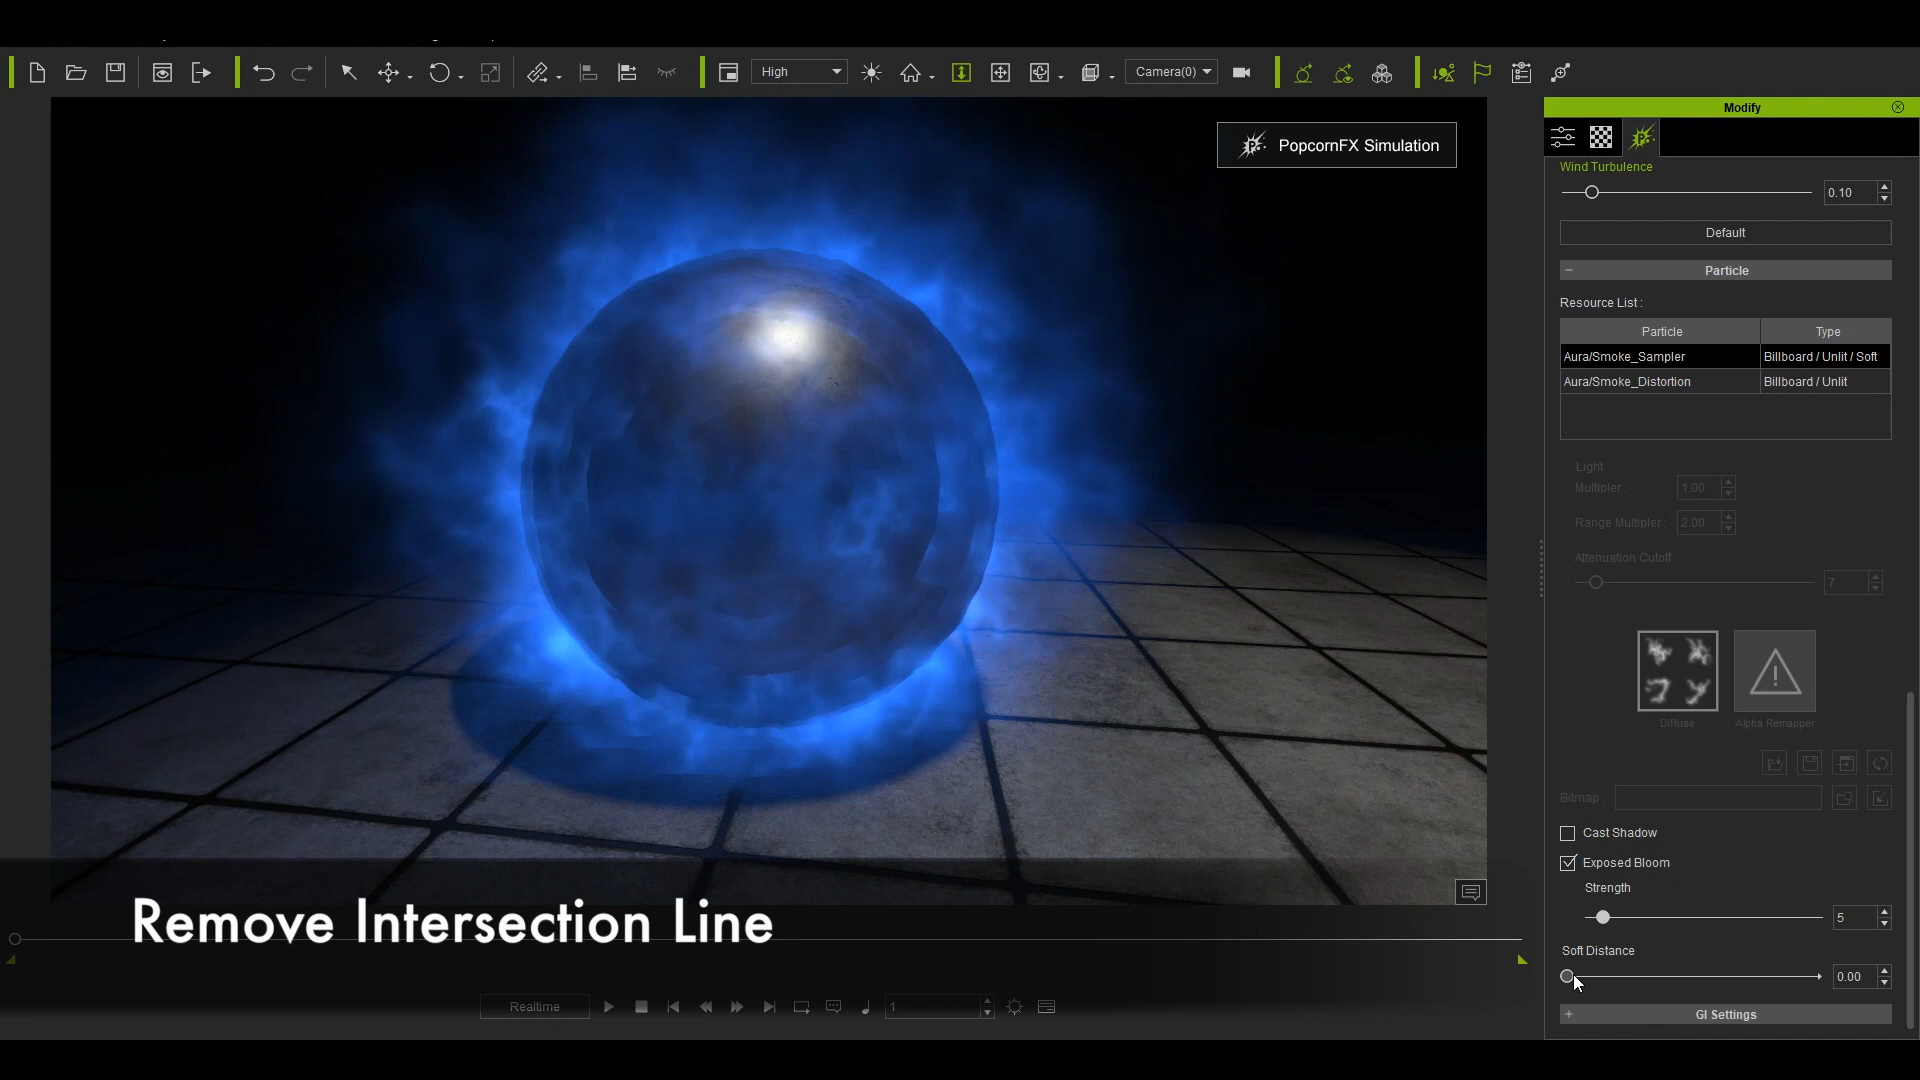 High
Camera(0)
Modify
PopcornFX Simulation
Wind Turbulence
0.10
Default
Particle
Resource List :
Particle Type
Aura/Smoke_Sampler Billboard / Unlit / Soft
Aura/Smoke_Distortion Billboard / Unlit
Light
Multiplier : 1.00
Range Multiplier : 2.00
Attenuation Cutoff
7
Diffuse Alpha Remapper
Bitmap :
Cast Shadow
Exposed Bloom
Strength
5
Soft Distance
0.00
GI Settings
Remove Intersection Line
Realtime
1